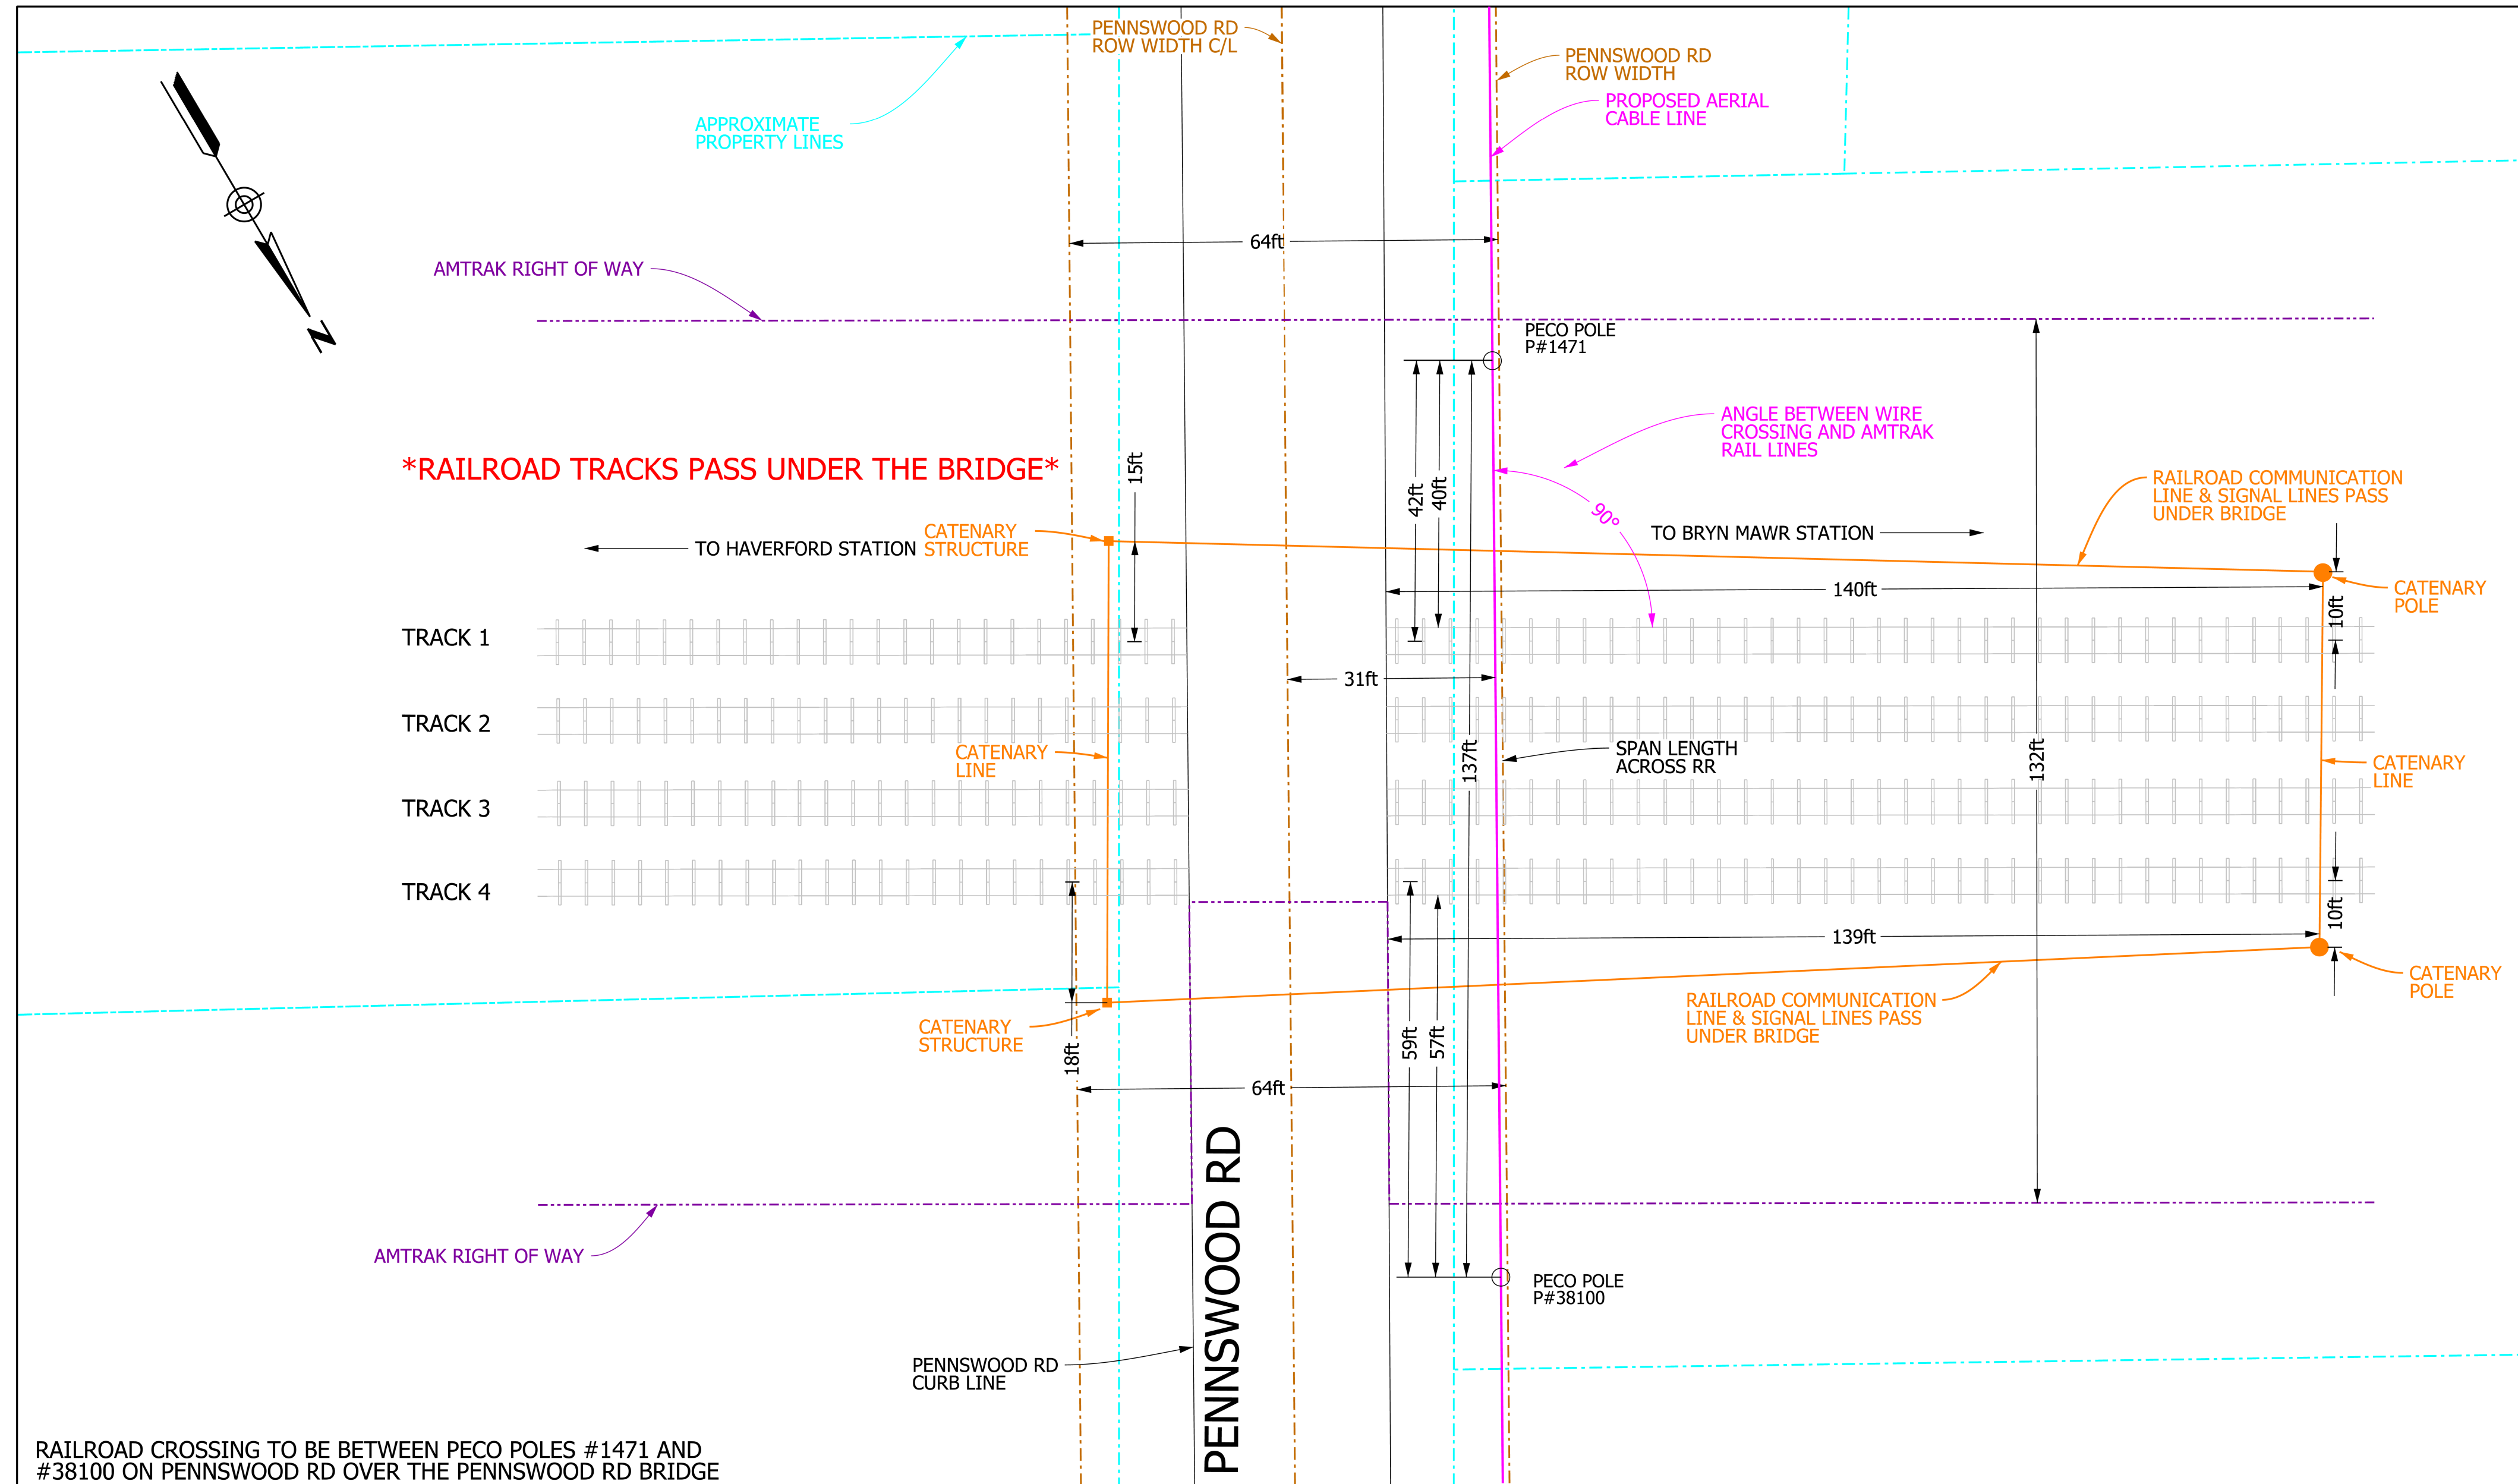 PENNSWOOD RD
ROW WIDTH C/L
PENNSWOOD RD
ROW WIDTH
PROPOSED AERIAL
CABLE LINE
APPROXIMATE
PROPERTY LINES
64ft
AMTRAK RIGHT OF WAY
N
PECO POLE
P#1471
ANGLE BETWEEN WIRE
CROSSING AND AMTRAK
RAIL LINES
*RAILROAD TRACKS PASS UNDER THE BRIDGE*
15ft
42ft
40ft
90°
RAILROAD COMMUNICATION
LINE & SIGNAL LINES PASS
UNDER BRIDGE
TO HAVERFORD STATION
CATENARY
STRUCTURE
TO BRYN MAWR STATION
140ft
CATENARY
POLE
10ft
TRACK 1
31ft
TRACK 2
CATENARY
LINE
137ft
SPAN LENGTH
ACROSS RR
132ft
CATENARY
LINE
TRACK 3
TRACK 4
10ft
139ft
CATENARY
POLE
CATENARY
STRUCTURE
18ft
59ft
57ft
RAILROAD COMMUNICATION
LINE & SIGNAL LINES PASS
UNDER BRIDGE
64ft
PENNSWOOD RD
AMTRAK RIGHT OF WAY
PECO POLE
P#38100
PENNSWOOD RD
CURB LINE
RAILROAD CROSSING TO BE BETWEEN PECO POLES #1471 AND
#38100 ON PENNSWOOD RD OVER THE PENNSWOOD RD BRIDGE